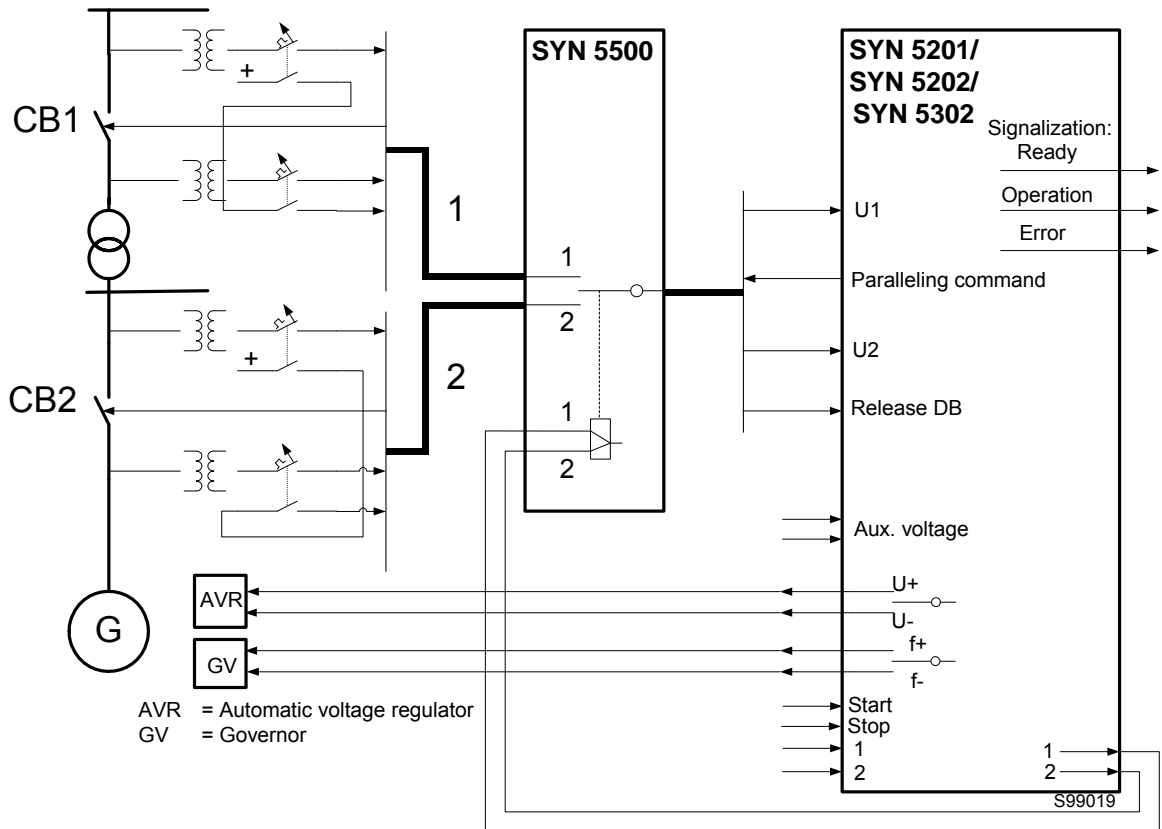 SYN 5500
SYN 5201/
SYN 5202/
SYN 5302
Signalization:
Ready
Operation
Error
+
CB1
1
1
2
U1
Paralleling command
U2
Release DB
+
2
CB2
1
2
Aux. voltage
AVR
U+
U-
G
GV
f+
f-
AVR = Automatic voltage regulator
GV = Governor
Start
Stop
1
2
1
2
S99019